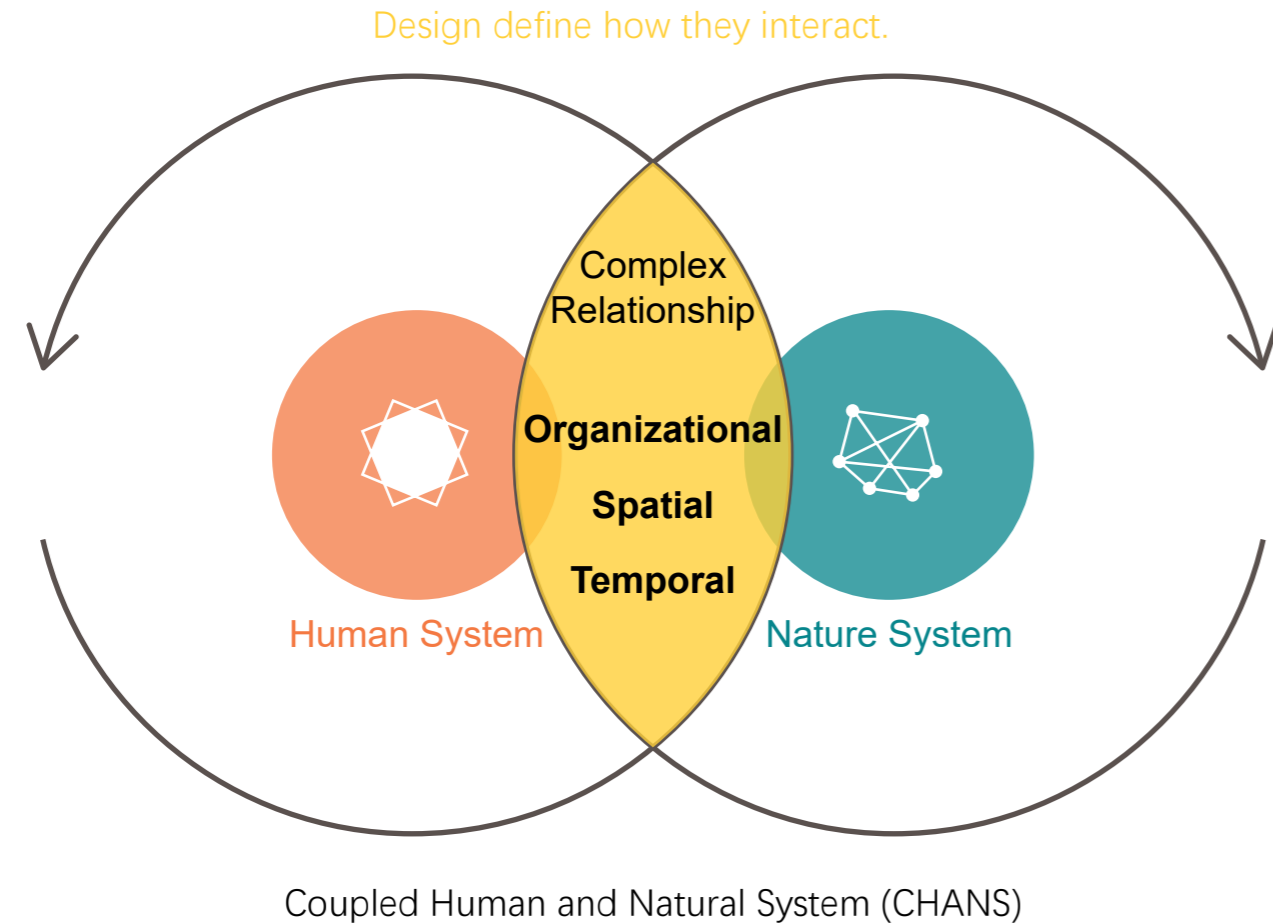 Design define how they interact.
Complex
Relationship
Organizational
Spatial
Temporal
Human System
Nature System
Coupled Human and Natural System (CHANS)